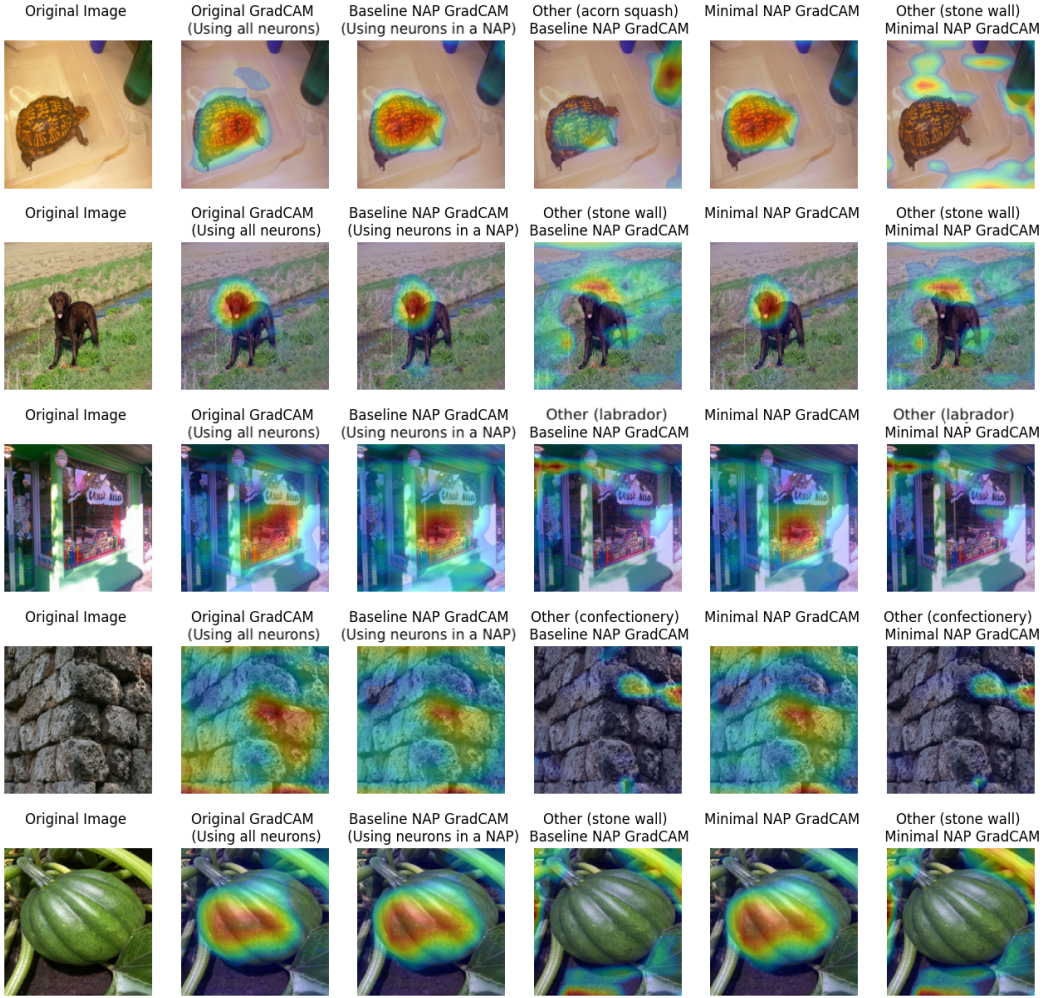 Original GradCAM Baseline NAP GradCAM Other (acorn squash) Minimal NAP GradCAM Other (stone wall)
(Using all neurons) (Using neurons in a NAP) Baseline NAP GradCAM Minimal NAP GradCAM
Original Image Original GradCAM Baseline NAP GradCAM Other (stone wall) Minimal NAP GradCAM Other (stone wall)
(Using all neurons) (Using neurons in a NAP) Baseline NAP GradCAM Minimal NAP GradCAM
Original Image Original GradCAM Baseline NAP GradCAM Other (labrador) Minimal NAP GradCAM Other (labrador)
(Using all neurons) (Using neurons in a NAP) Baseline NAP GradCAM Minimal NAP GradCAM
Original Image Original GradCAM Baseline NAP GradCAM Other (confectionery) Minimal NAP GradCAM Other (confectionery)
(Using all neurons) (Using neurons in a NAP) Baseline NAP GradCAM Minimal NAP GradCAM
Original Image Original GradCAM Baseline NAP GradCAM Other (stone wall) Minimal NAP GradCAM Other (stone wall)
(Using all neurons) (Using neurons in a NAP) Baseline NAP GradCAM Minimal NAP GradCAM